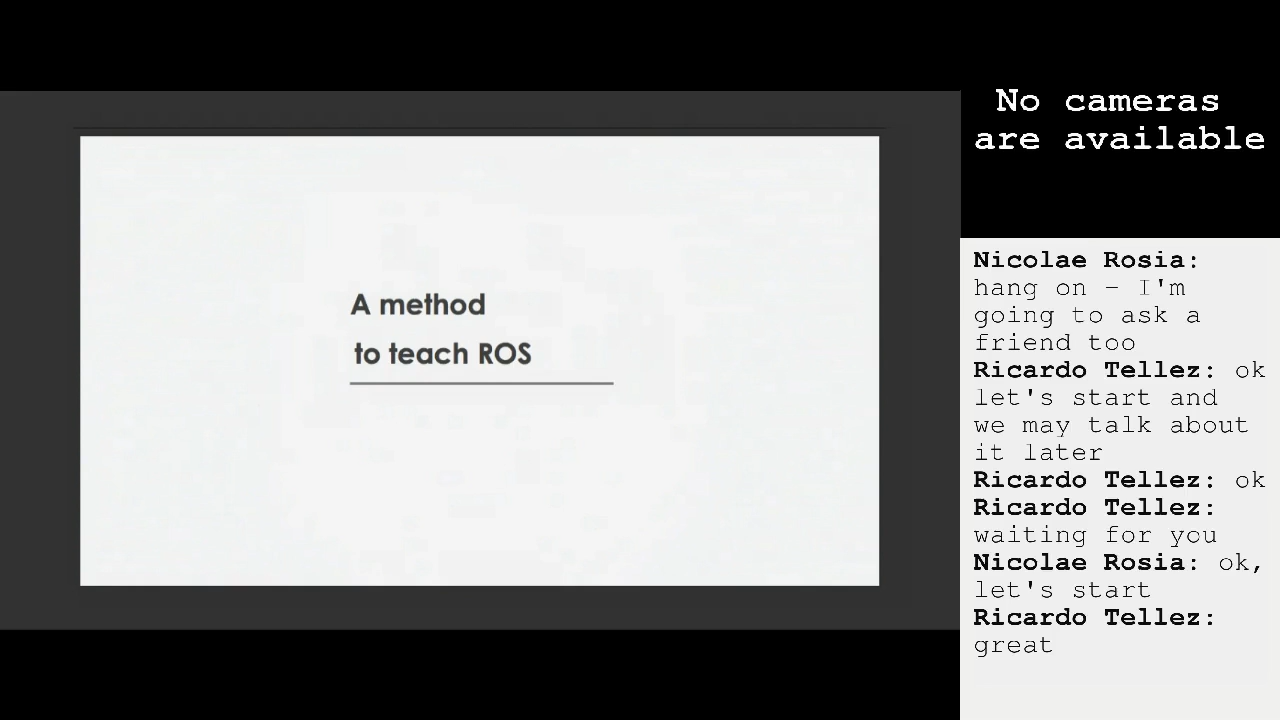 A method
to teach ROS
No cameras
are available
Nicolae Rosia:
hang on - I'm
going to ask a
friend too
Ricardo Tellez: ok
let's start and
we may talk about
it later
Ricardo Tellez: ok
Ricardo Tellez:
waiting for you
Nicolae Rosia: ok,
let's start
Ricardo Tellez:
great